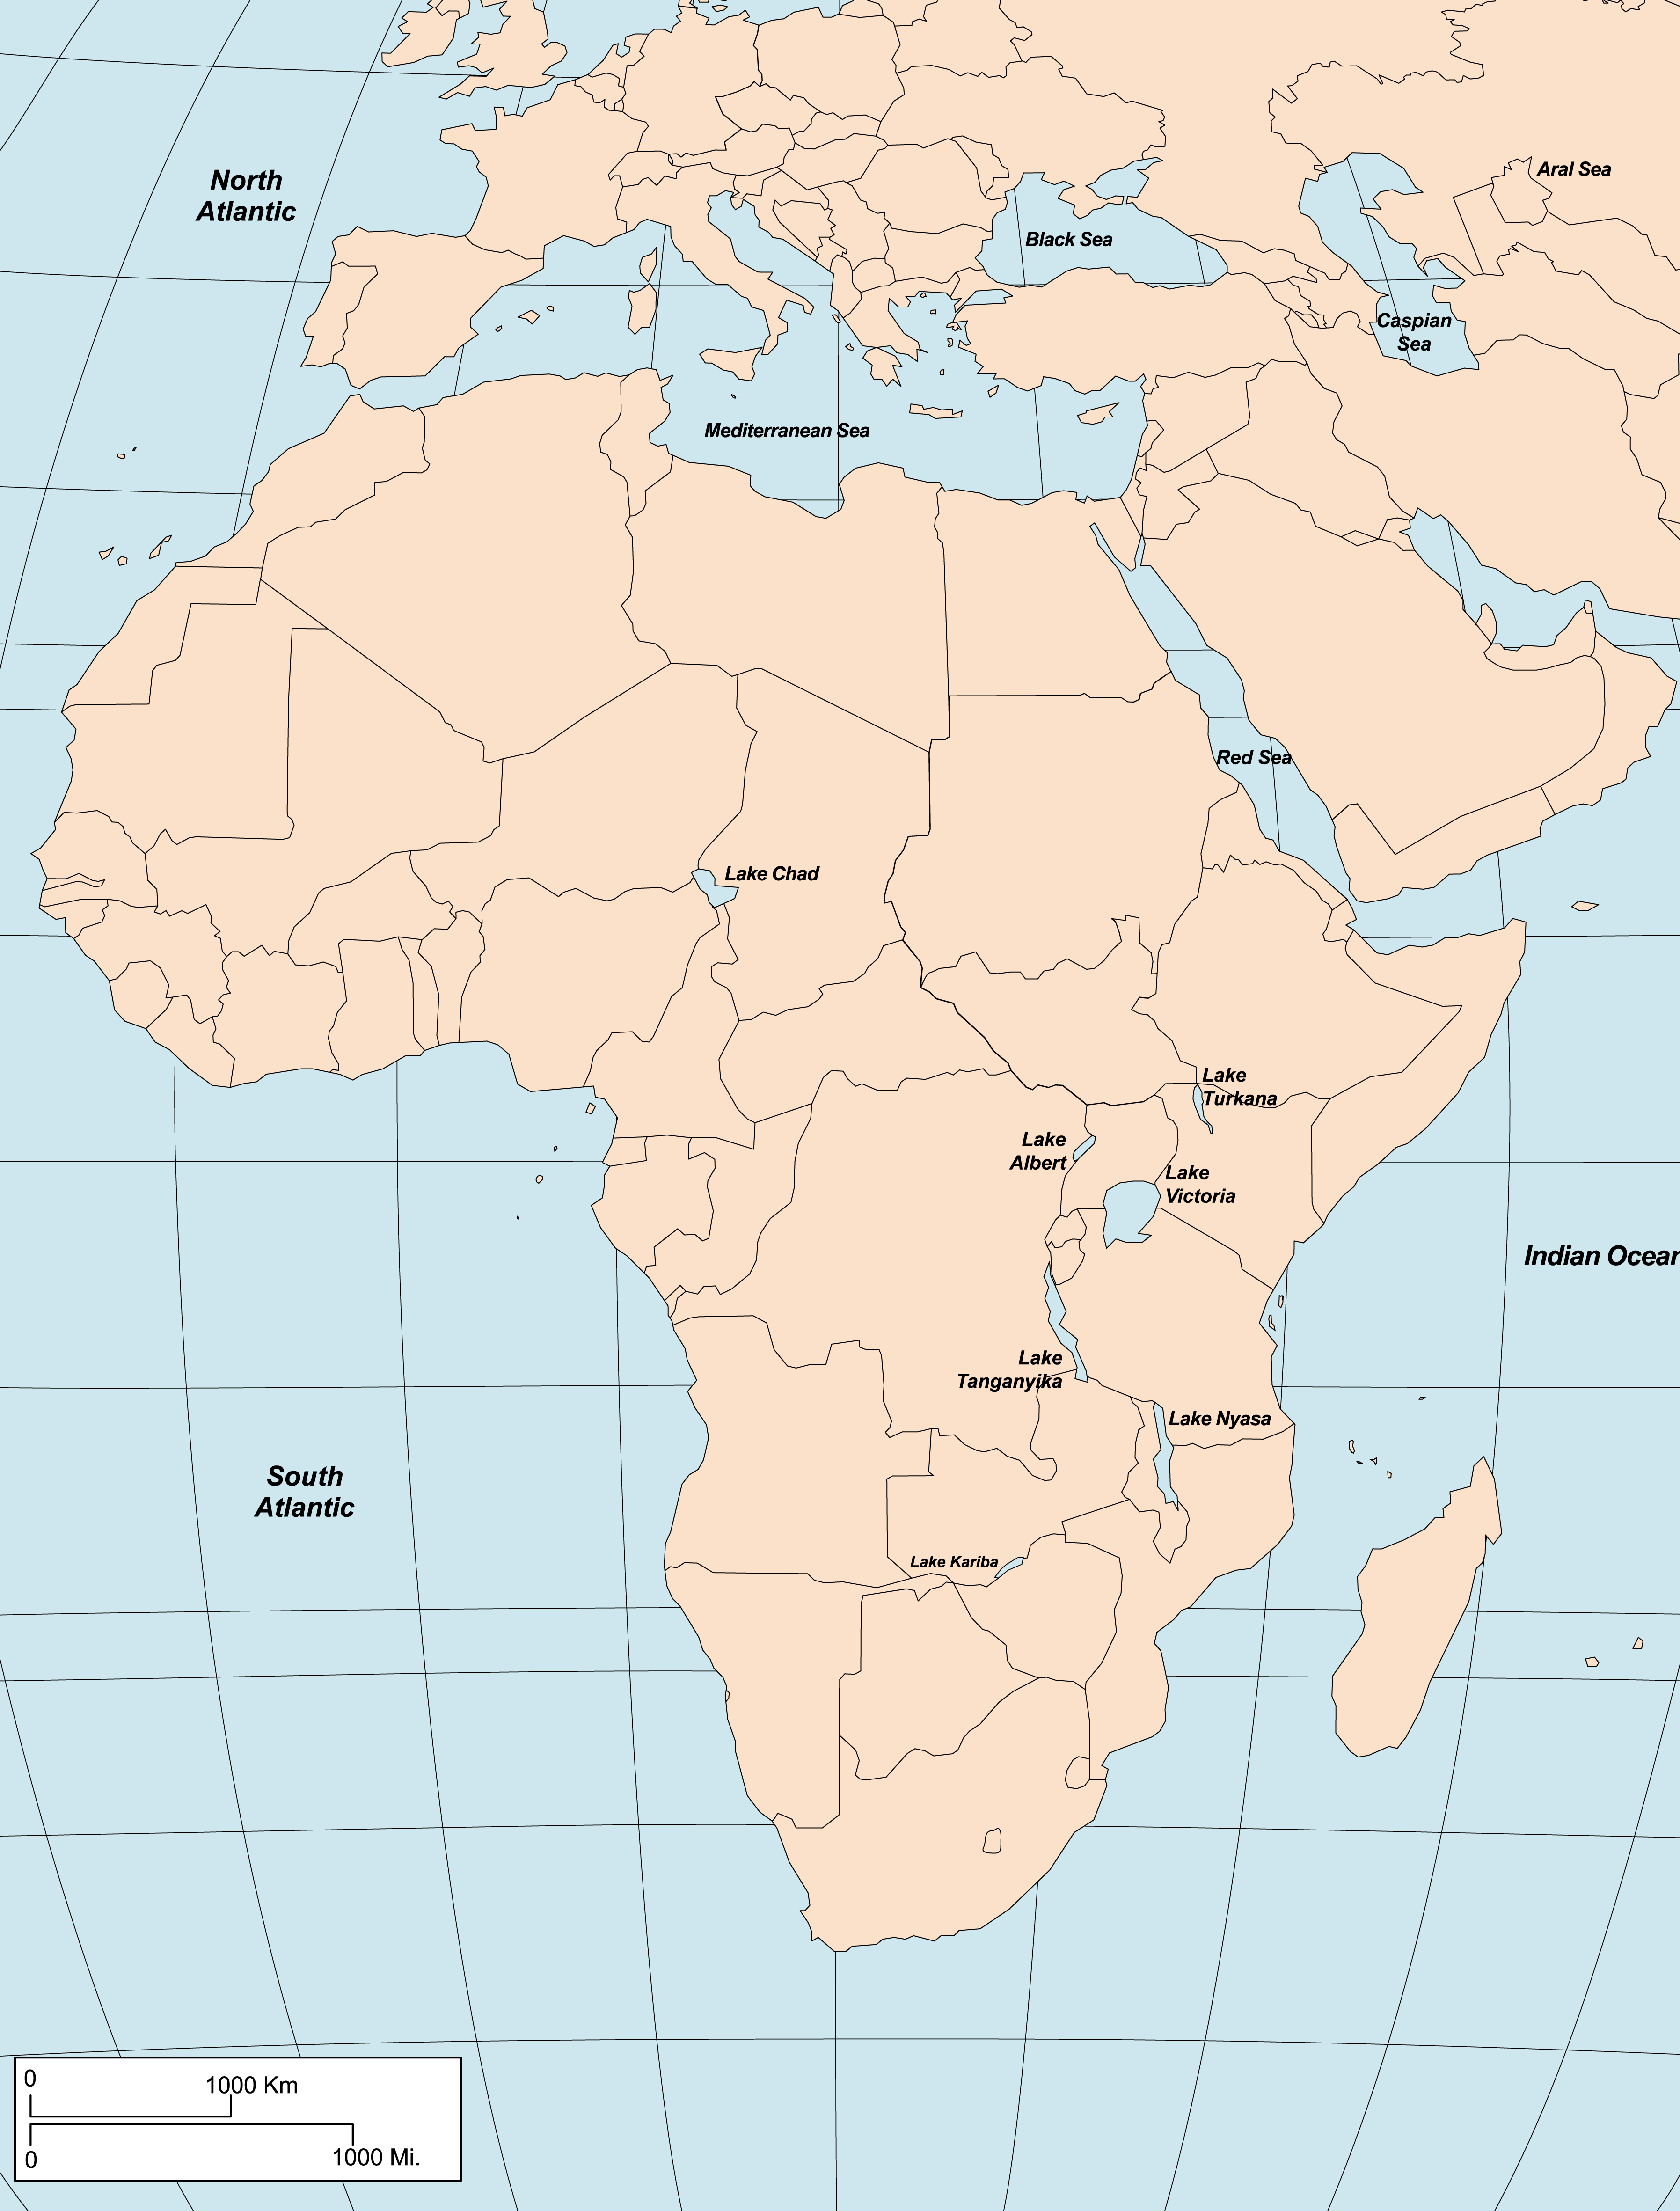 North
Atlantic
Aral Sea
Black Sea
Caspian
Sea
Mediterranean Sea
Red Sea
Lake Chad
Lake
Turkana
Lake
Albert
Lake
Victoria
Indian Ocean
Lake
Tanganyika
Lake Nyasa
South
Atlantic
Lake Kariba
0
1000 Km
0
1000 Mi.